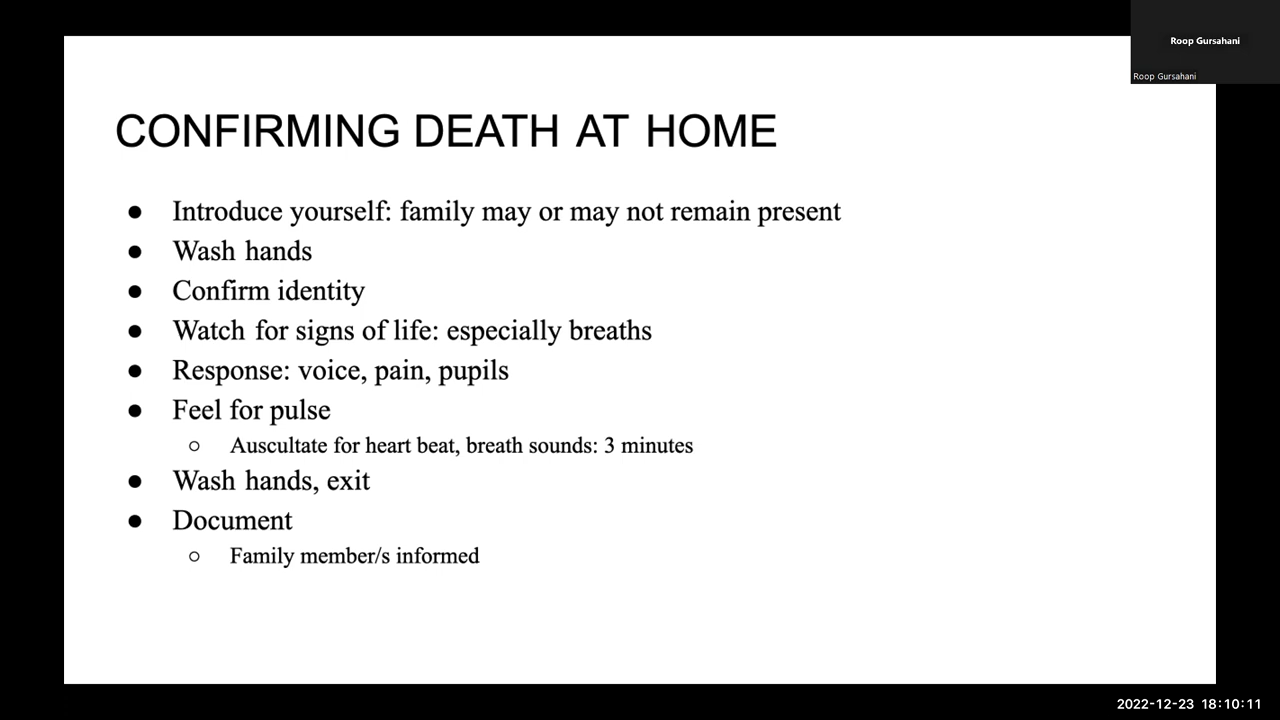 Roop Gursahani
Roop Gursahani
CONFIRMING DEATH AT HOME
● Introduce yourself: family may or may not remain present
● Wash hands
● Confirm identity
● Watch for signs of life: especially breaths
● Response: voice, pain, pupils
● Feel for pulse
○ Auscultate for heart beat, breath sounds: 3 minutes
● Wash hands, exit
● Document
○ Family member/s informed
2022-12-23 18:10:11